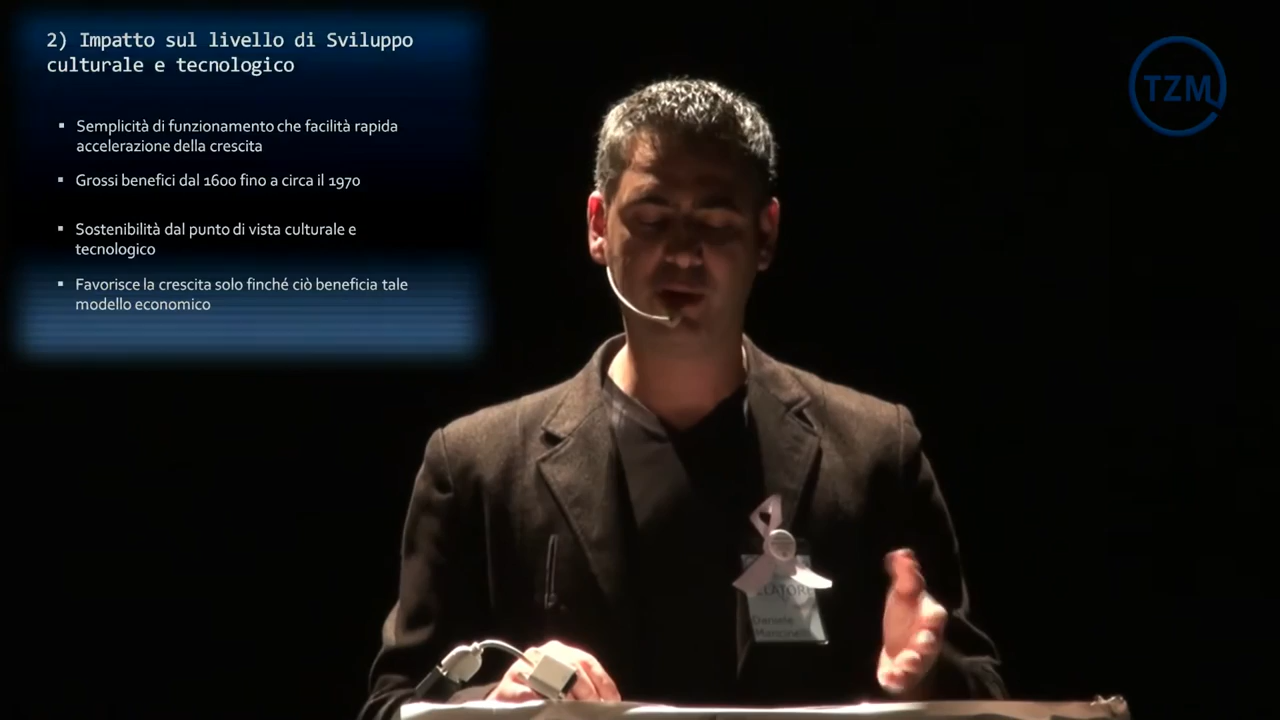 2) Impatto sul livello di Sviluppo
culturale e tecnologico
▪ Semplicità di funzionamento che facilità rapida
accelerazione della crescita
▪ Grossi benefici dal 1600 fino a circa il 1970
▪ Sostenibilità dal punto di vista culturale e
tecnologico
▪ Favorisce la crescita solo finché ciò beneficia tale
modello economico
TZM
Daniele